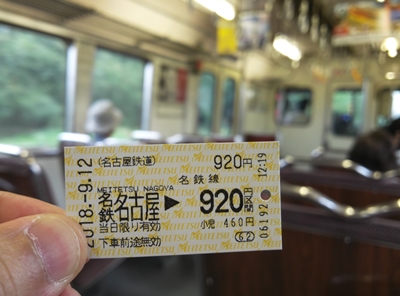 2018.-9.12
(名古屋鉄道)
920円
MEITETSU NAGOYA
名鉄線
名鉄名古屋 ▶ 920円区間
12:19
06192
当日限り有効
小児 460円
下車前途無効